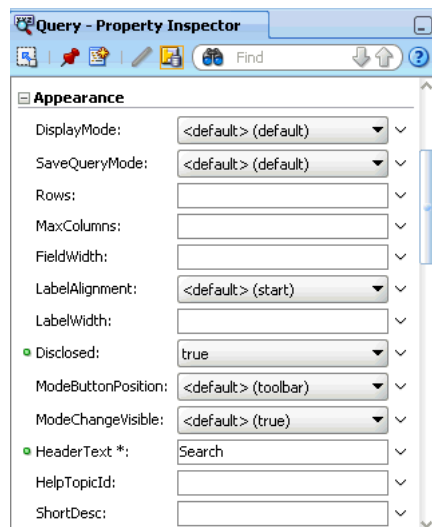 Query - Property Inspector
Find
Appearance
DisplayMode: <default> (default)
SaveQueryMode: <default> (default)
Rows:
MaxColumns:
FieldWidth:
LabelAlignment: <default> (start)
LabelWidth:
Disclosed: true
ModeButtonPosition: <default> (toolbar)
ModeChangeVisible: <default> (true)
HeaderText *: Search
HelpTopicId:
ShortDesc: